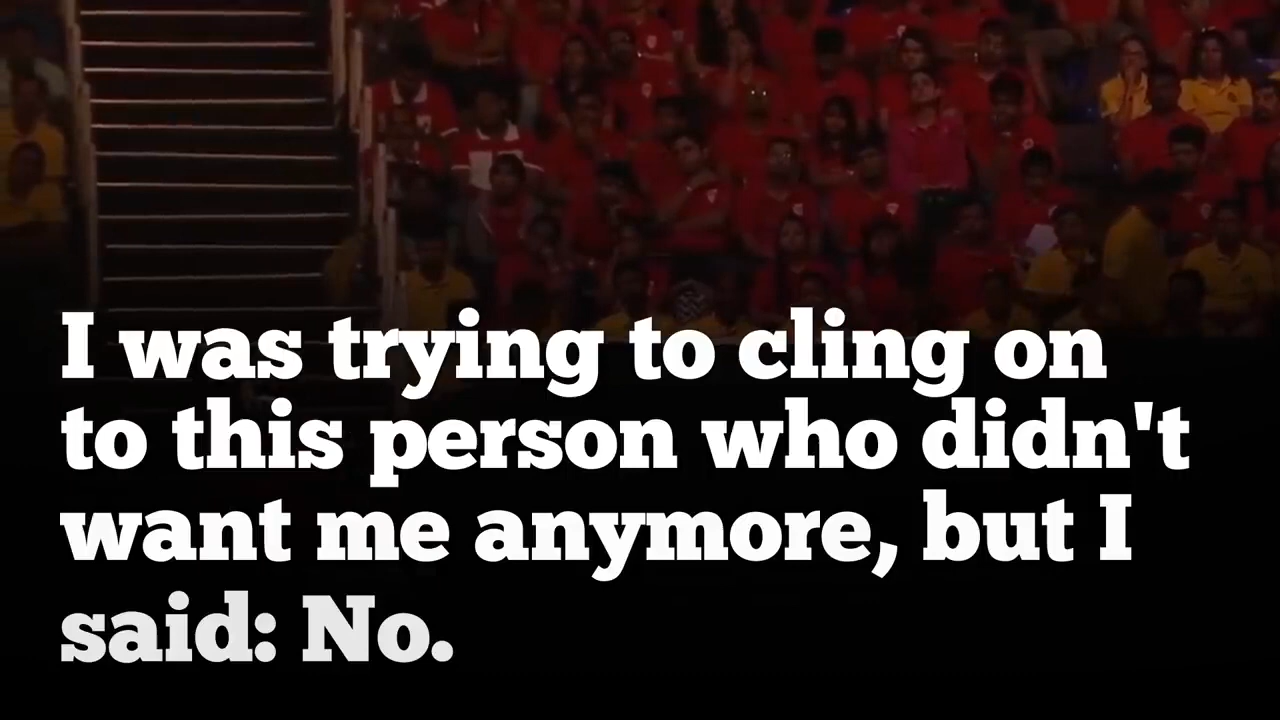 I was trying to cling on
to this person who didn't
want me anymore, but I
said: No.